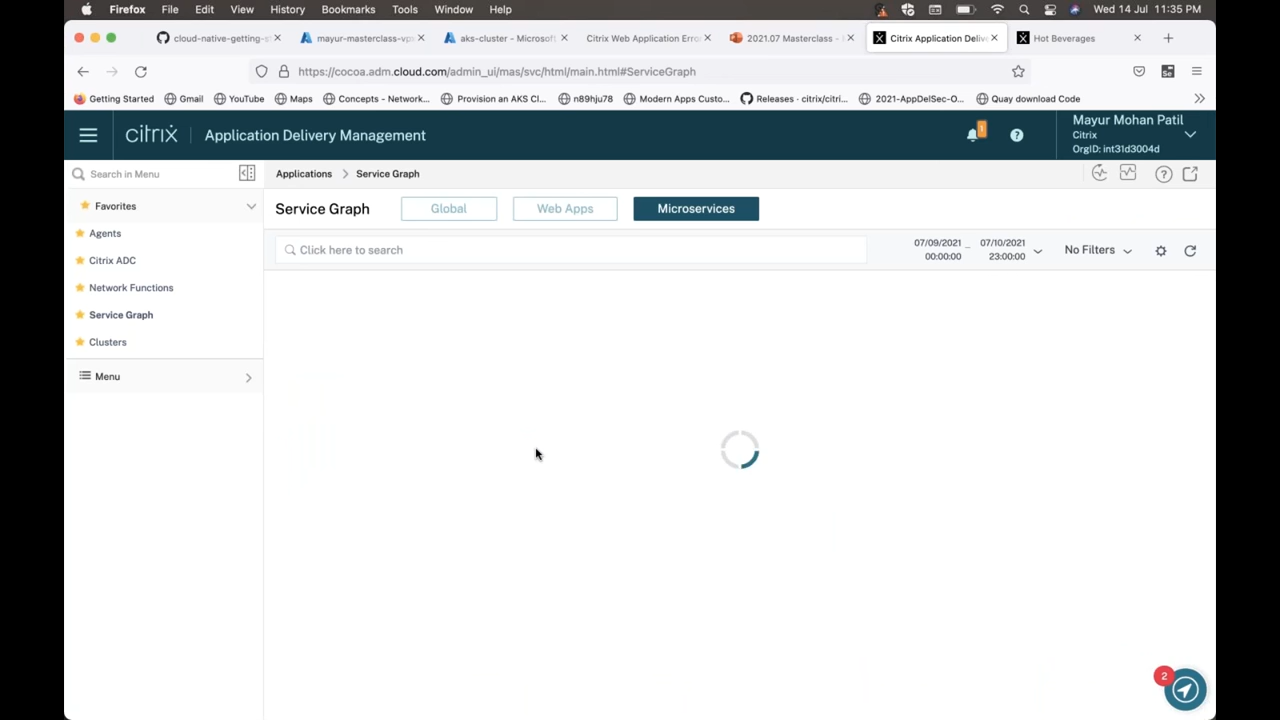 Firefox File Edit View History Bookmarks Tools Window Help Wed 14 Jul 11:35 PM
cloud-native-getting-s mayur-masterclass-vp aks-cluster - Microsoft Citrix Web Application Erro 2021.07 Masterclass - Citrix Application Deliv Hot Beverages
https://cocoa.adm.cloud.com/admin_ui/mas/svc/html/main.html#ServiceGraph
Getting Started Gmail YouTube Maps Concepts - Network... Provision an AKS Cl... n89hju78 Modern Apps Custo... Releases · citrix/citri... 2021-AppDelSec-O... Quay download Code
citrix Application Delivery Management 1 ?
Mayur Mohan Patil
Citrix
OrgID: int31d3004d
Search in Menu
Applications > Service Graph
Favorites
Agents
Citrix ADC
Network Functions
Service Graph
Clusters
Menu
Service Graph Global Web Apps Microservices
Click here to search
07/09/2021 – 07/10/2021
00:00:00 23:00:00
No Filters
2